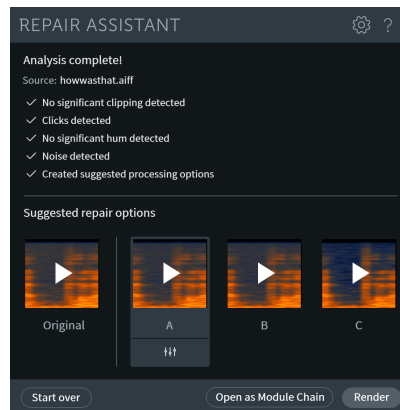 REPAIR ASSISTANT ?
Analysis complete!
Source: howwasthat.aiff
No significant clipping detected
Clicks detected
No significant hum detected
Noise detected
Created suggested processing options
Suggested repair options
Original A B C
Start over Open as Module Chain Render